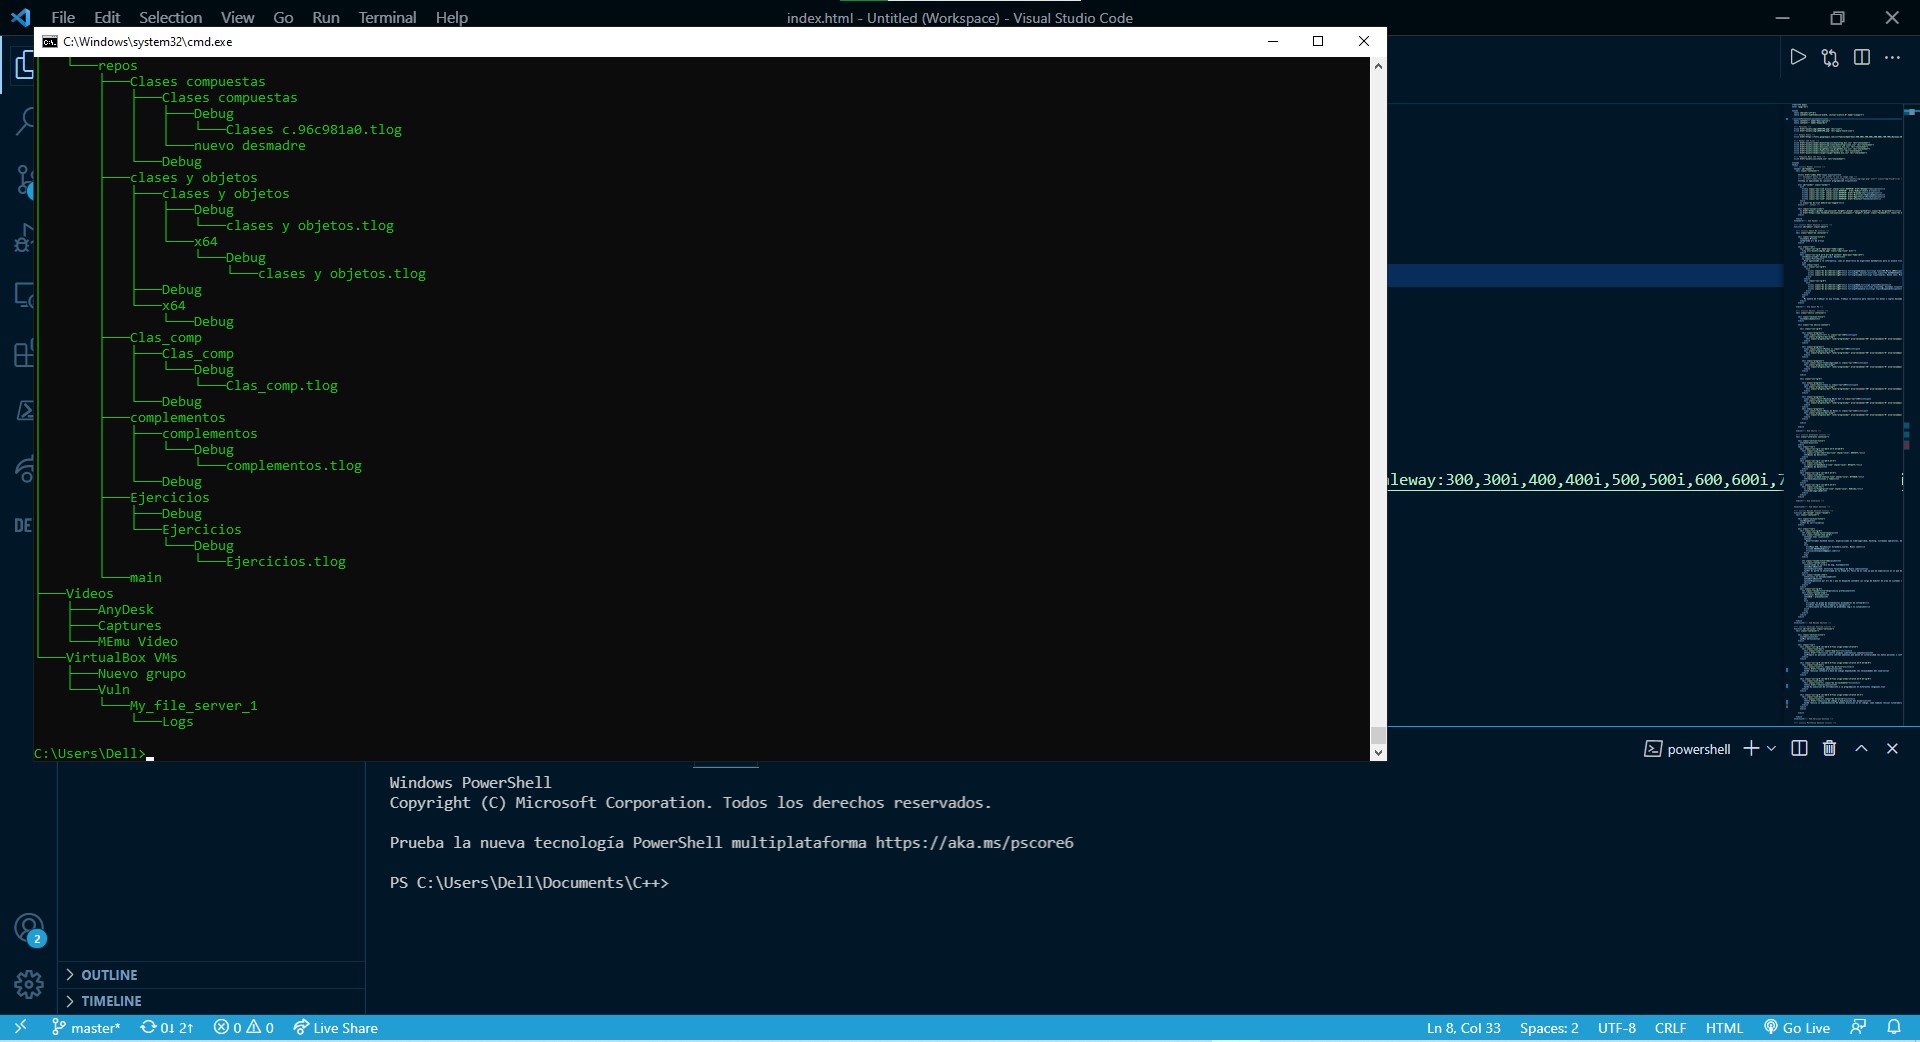 File Edit Selection View Go Run Terminal Help
index.html - Untitled (Workspace) - Visual Studio Code
C:\Windows\system32\cmd.exe
└───repos
├───Clases compuestas
│   ├───Clases compuestas
│   │   ├───Debug
│   │   │   └───Clases c.96c981a0.tlog
│   │   └───nuevo desmadre
│   └───Debug
├───clases y objetos
│   ├───clases y objetos
│   │   ├───Debug
│   │   │   └───clases y objetos.tlog
│   │   └───x64
│   │       └───Debug
│   │           └───clases y objetos.tlog
│   ├───Debug
│   └───x64
│       └───Debug
├───Clas_comp
│   ├───Clas_comp
│   │   └───Debug
│   │       └───Clas_comp.tlog
│   └───Debug
├───complementos
│   ├───complementos
│   │   └───Debug
│   │       └───complementos.tlog
│   └───Debug
├───Ejercicios
│   ├───Debug
│   └───Ejercicios
│       └───Debug
│           └───Ejercicios.tlog
└───main
├───Videos
│   ├───AnyDesk
│   ├───Captures
│   └───MEmu Video
└───VirtualBox VMs
├───Nuevo grupo
└───Vuln
└───My_file_server_1
└───Logs
C:\Users\Dell>
leway:300,300i,400,400i,500,500i,600,600i,7
DE
powershell
Windows PowerShell
Copyright (C) Microsoft Corporation. Todos los derechos reservados.
Prueba la nueva tecnología PowerShell multiplataforma https://aka.ms/pscore6
PS C:\Users\Dell\Documents\C++>
2
OUTLINE
TIMELINE
master* 0↓ 2↑ 0 0 Live Share
Ln 8, Col 33 Spaces: 2 UTF-8 CRLF HTML Go Live